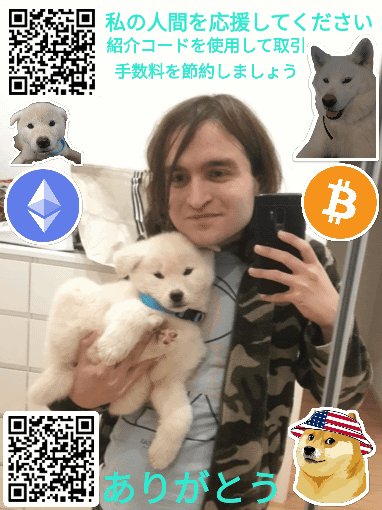 私の人間を応援してください
紹介コードを使用して取引
手数料を節約しましょう
ありがとう